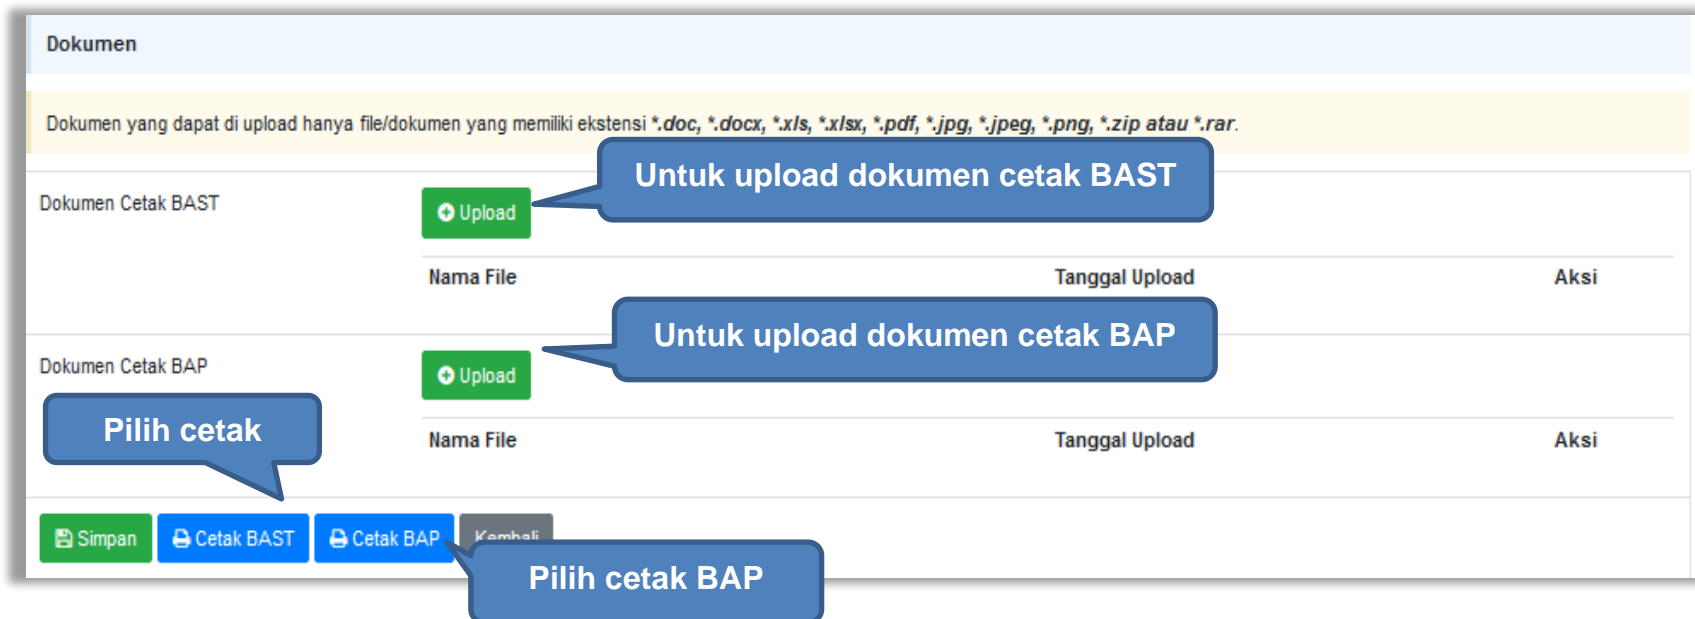 Dokumen
Dokumen yang dapat di upload hanya file/dokumen yang memiliki ekstensi *.doc, *.docx, *.xls, *.xlsx, *.pdf, *.jpg, *.jpeg, *.png, *.zip atau *.rar.
Untuk upload dokumen cetak BAST
Dokumen Cetak BAST
Upload
Nama File Tanggal Upload Aksi
Untuk upload dokumen cetak BAP
Dokumen Cetak BAP
Upload
Pilih cetak
Nama File Tanggal Upload Aksi
Simpan Cetak BAST Cetak BAP Kembali
Pilih cetak BAP